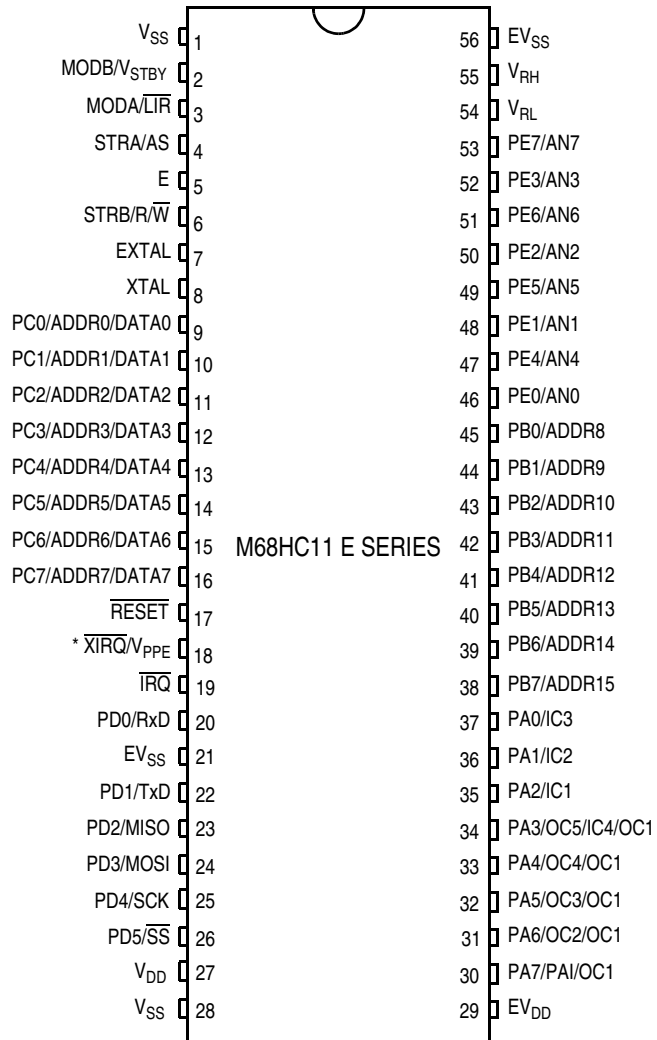 VSS 1 56 EVSS
MODB/VSTBY 2 55 VRH
MODA/L̅I̅R̅ 3 54 VRL
STRA/AS 4 53 PE7/AN7
E 5 52 PE3/AN3
STRB/R/W̅ 6 51 PE6/AN6
EXTAL 7 50 PE2/AN2
XTAL 8 49 PE5/AN5
PC0/ADDR0/DATA0 9 48 PE1/AN1
PC1/ADDR1/DATA1 10 47 PE4/AN4
PC2/ADDR2/DATA2 11 46 PE0/AN0
PC3/ADDR3/DATA3 12 45 PB0/ADDR8
PC4/ADDR4/DATA4 13 44 PB1/ADDR9
PC5/ADDR5/DATA5 14 43 PB2/ADDR10
PC6/ADDR6/DATA6 15 M68HC11 E SERIES 42 PB3/ADDR11
PC7/ADDR7/DATA7 16 41 PB4/ADDR12
R̅E̅S̅E̅T̅ 17 40 PB5/ADDR13
* X̅I̅R̅Q̅/VPPE 18 39 PB6/ADDR14
I̅R̅Q̅ 19 38 PB7/ADDR15
PD0/RxD 20 37 PA0/IC3
EVSS 21 36 PA1/IC2
PD1/TxD 22 35 PA2/IC1
PD2/MISO 23 34 PA3/OC5/IC4/OC1
PD3/MOSI 24 33 PA4/OC4/OC1
PD4/SCK 25 32 PA5/OC3/OC1
PD5/S̅S̅ 26 31 PA6/OC2/OC1
VDD 27 30 PA7/PAI/OC1
VSS 28 29 EVDD